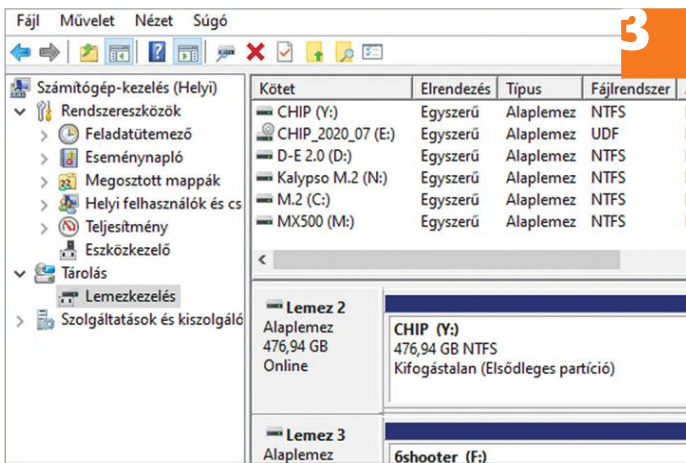 Fájl Művelet Nézet Súgó
3
Számítógép-kezelés (Helyi)
Rendszereszközök
Feladatütemező
Eseménynapló
Megosztott mappák
Helyi felhasználók és cs
Teljesítmény
Eszközkezelő
Tárolás
Lemezkezelés
Szolgáltatások és kiszolgáló
Kötet Elrendezés Típus Fájlrendszer
CHIP (Y:) Egyszerű Alaplemez NTFS
CHIP_2020_07 (E:) Egyszerű Alaplemez UDF
D-E 2.0 (D:) Egyszerű Alaplemez NTFS
Kalypso M.2 (N:) Egyszerű Alaplemez NTFS
M.2 (C:) Egyszerű Alaplemez NTFS
MX500 (M:) Egyszerű Alaplemez NTFS
Lemez 2
Alaplemez
476,94 GB
Online
CHIP (Y:)
476,94 GB NTFS
Kifogástalan (Elsődleges partíció)
Lemez 3
Alaplemez
6shooter (F:)